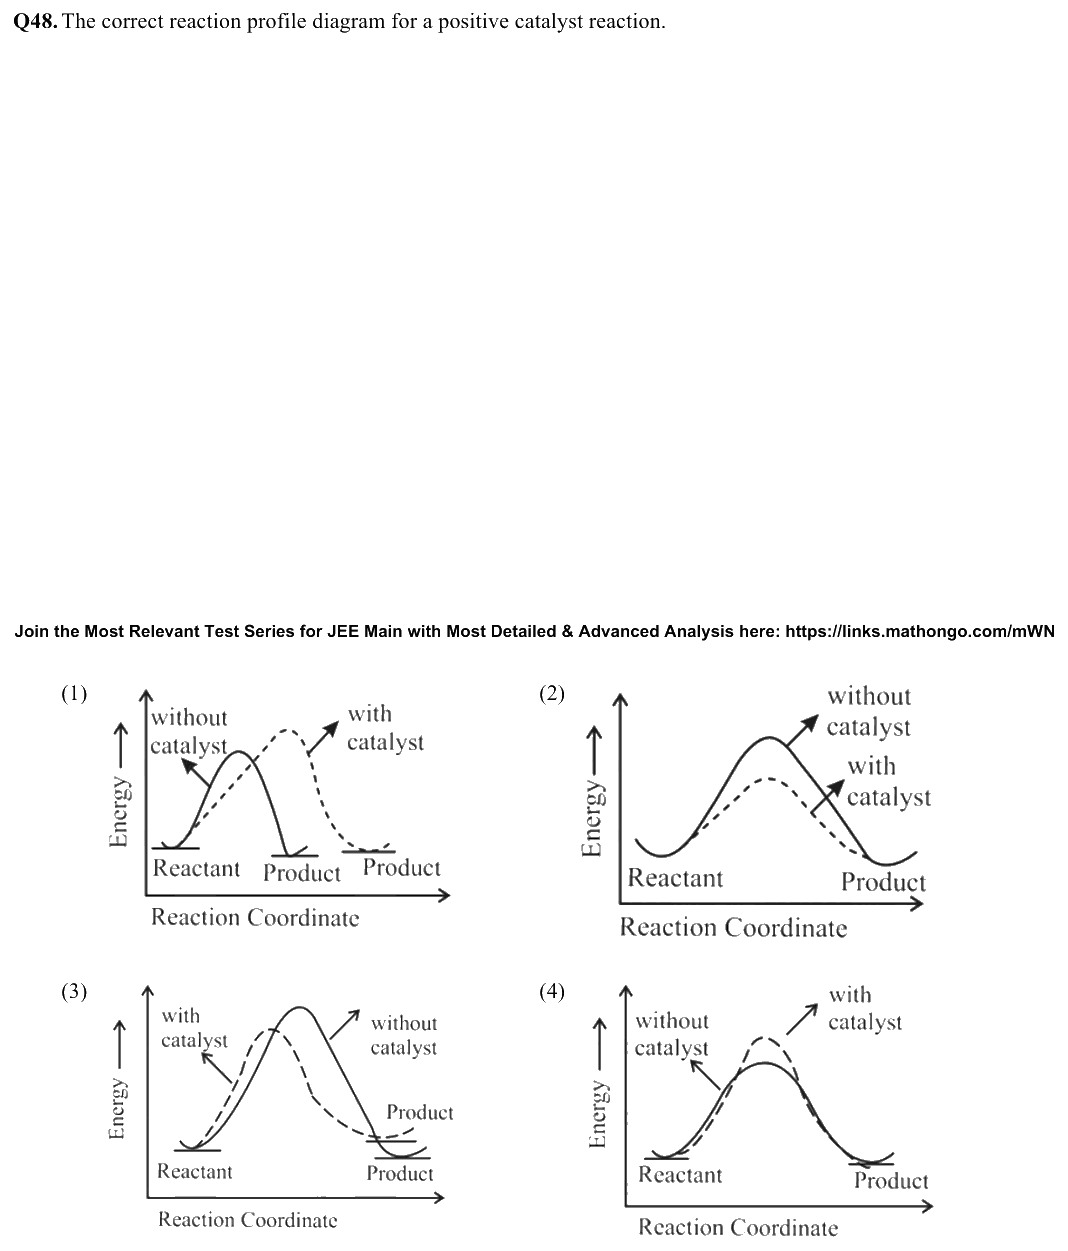 Q48. The correct reaction profile diagram for a positive catalyst reaction.
Join the Most Relevant Test Series for JEE Main with Most Detailed & Advanced Analysis here: https://links.mathongo.com/mWN
(1)
without
catalyst
with
catalyst
Energy
Reactant
Product
Product
Reaction Coordinate
(2)
without
catalyst
with
catalyst
Energy
Reactant
Product
Reaction Coordinate
(3)
with
catalyst
without
catalyst
Energy
Product
Reactant
Product
Reaction Coordinate
(4)
with
catalyst
without
catalyst
Energy
Reactant
Product
Reaction Coordinate